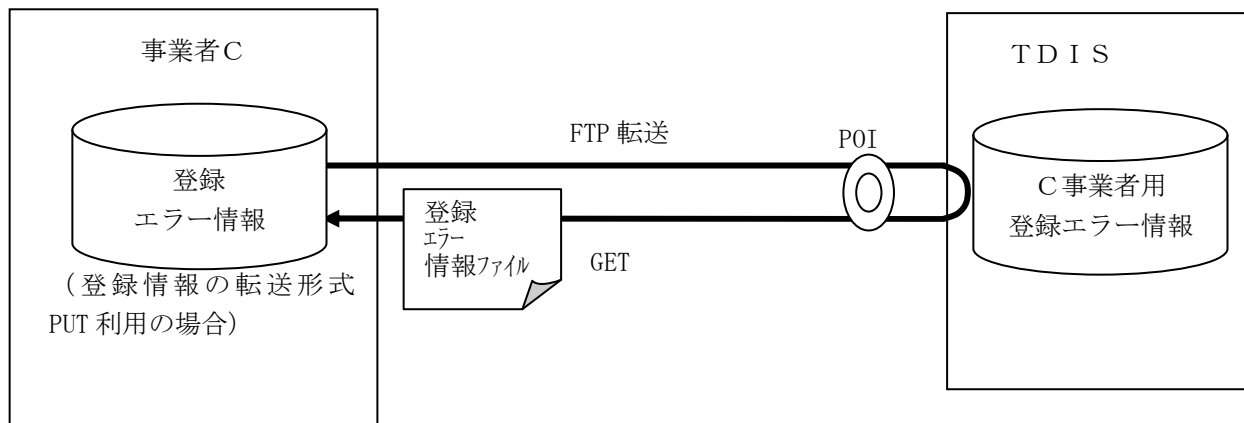 事業者C
登録
エラー情報
(登録情報の転送形式
PUT 利用の場合)
FTP 転送
POI
登録
エラー
情報ファイル
GET
TDIS
C事業者用
登録エラー情報